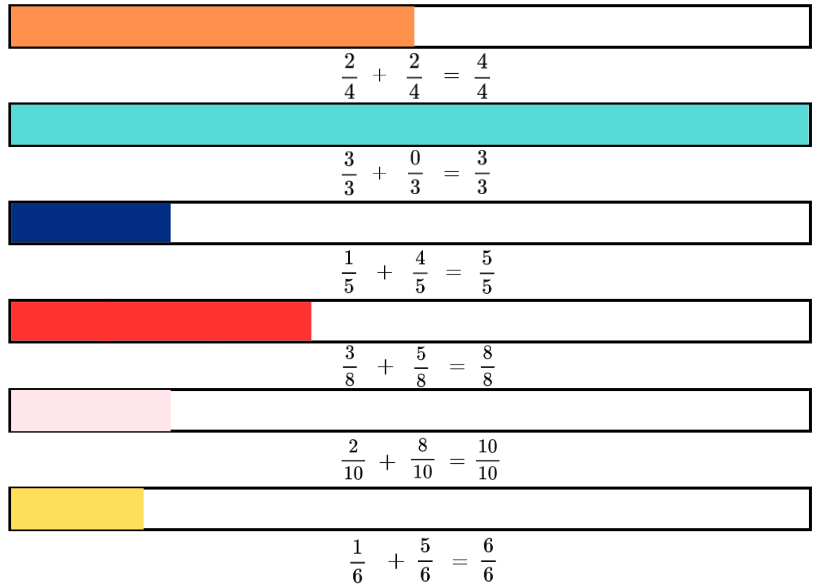 2/4 + 2/4 = 4/4
3/3 + 0/3 = 3/3
1/5 + 4/5 = 5/5
3/8 + 5/8 = 8/8
2/10 + 8/10 = 10/10
1/6 + 5/6 = 6/6